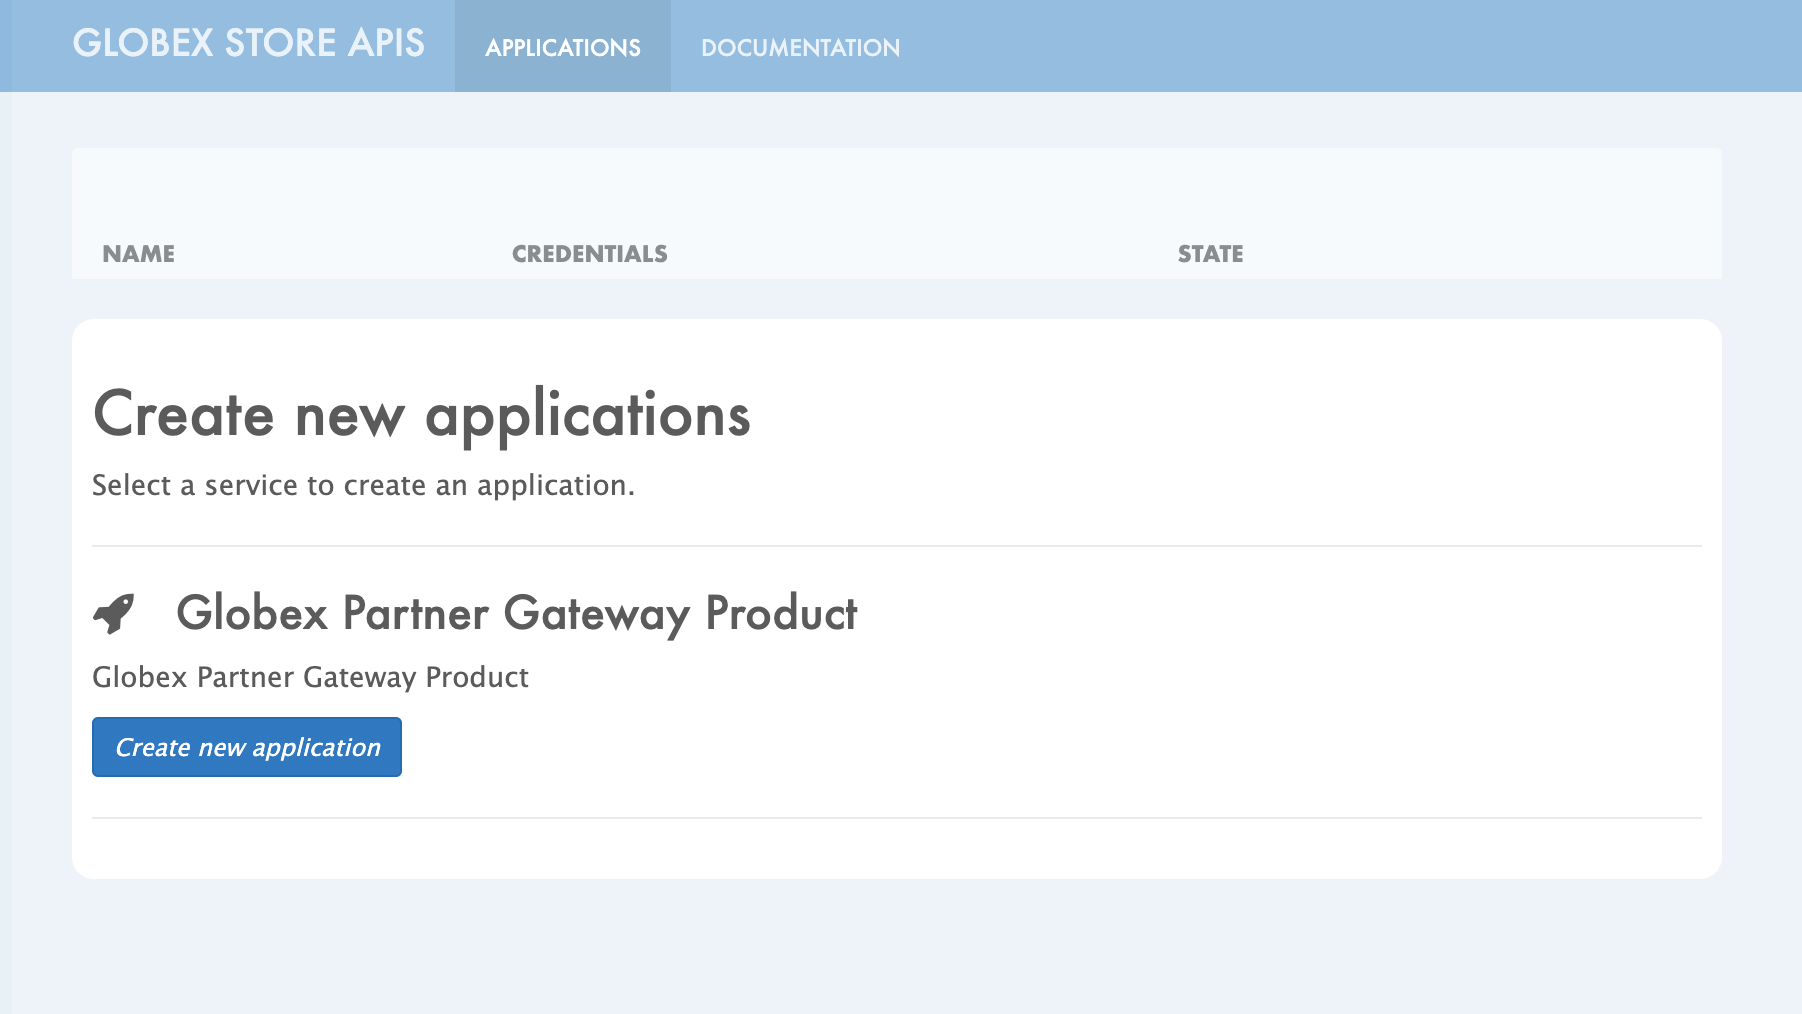 GLOBEX STORE APIS APPLICATIONS DOCUMENTATION
NAME CREDENTIALS STATE
Create new applications
Select a service to create an application.
Globex Partner Gateway Product
Globex Partner Gateway Product
Create new application